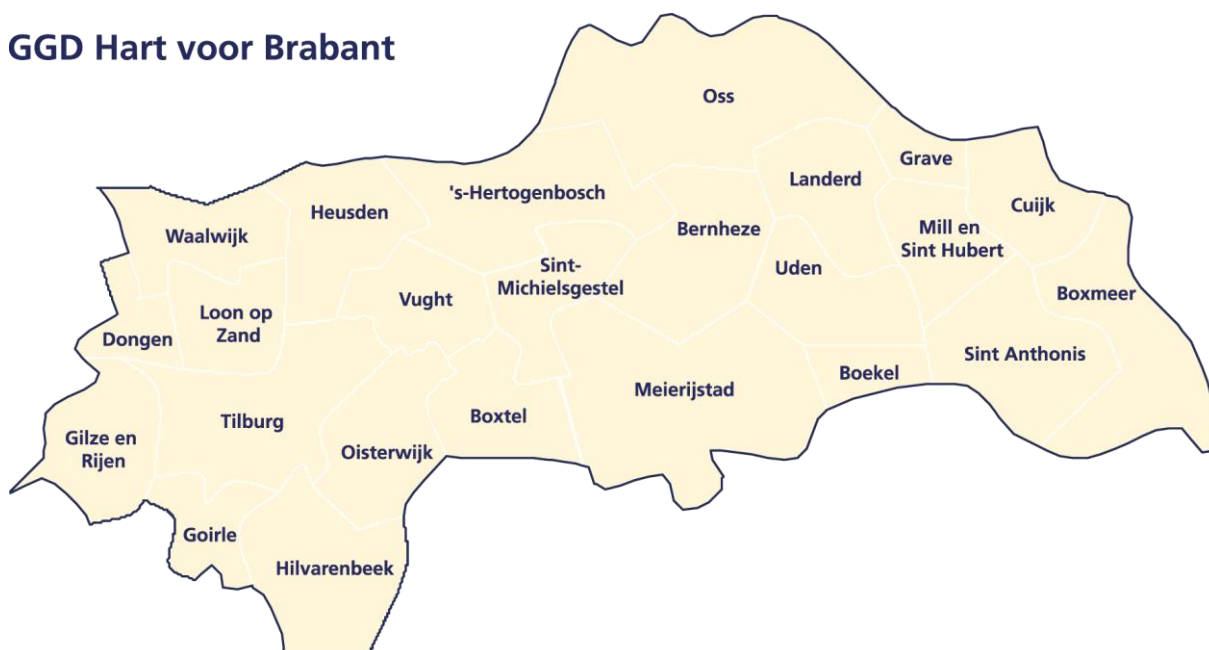 GGD Hart voor Brabant
Oss
Grave
Landerd
's-Hertogenbosch
Cuijk
Heusden
Bernheze
Mill en
Sint Hubert
Waalwijk
Sint-
Michielsgestel
Uden
Boxmeer
Vught
Loon op
Zand
Dongen
Sint Anthonis
Boekel
Meierijstad
Boxtel
Tilburg
Gilze en
Rijen
Oisterwijk
Goirle
Hilvarenbeek